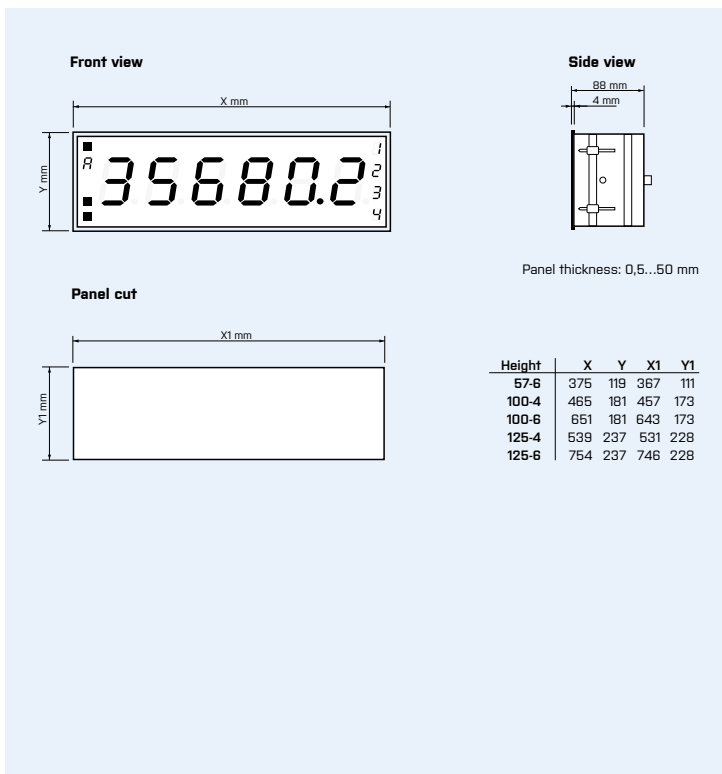 Front view
X mm
Y mm
A
35680.2
1
2
3
4
Side view
88 mm
4 mm
Panel thickness: 0,5...50 mm
Panel cut
X1 mm
Y1 mm
Height X Y X1 Y1
57-6 375 119 367 111
100-4 465 181 457 173
100-6 651 181 643 173
125-4 539 237 531 228
125-6 754 237 746 228